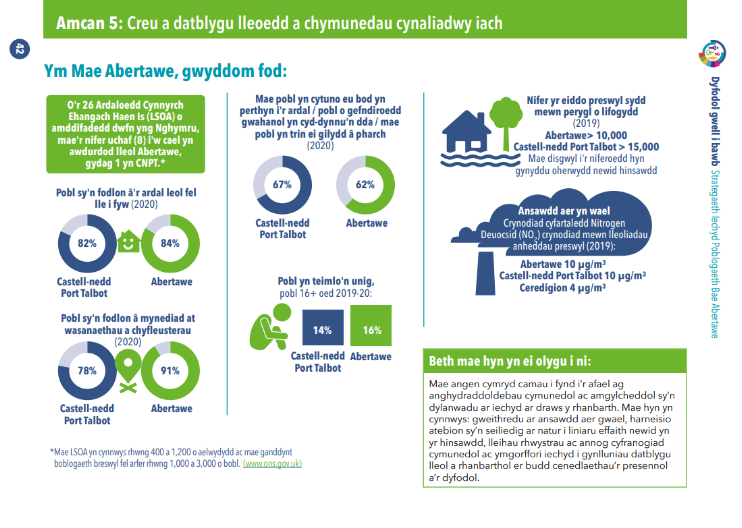 Amcan 5: Creu a datblygu lleoedd a chymunedau cynaliadwy iach
42
Ym Mae Abertawe, gwyddom fod:
O'r 26 Ardaloedd Cynnyrch
Ehangach Haen Is (LSOA) o
amddifadedd dwfn yng Nghymru,
mae'r nifer uchaf (8) i'w cael yn
awdurdod lleol Abertawe,
gydag 1 yn CNPT.*
Pobl sy'n fodlon â'r ardal leol fel
lle i fyw (2020)
82%
84%
Castell-nedd
Port Talbot
Abertawe
Pobl sy'n fodlon â mynediad at
wasanaethau a chyfleusterau
(2020)
78%
91%
Castell-nedd
Port Talbot
Abertawe
*Mae LSOA yn cynnwys rhwng 400 a 1,200 o aelwydydd ac mae ganddynt
boblogaeth breswyl fel arfer rhwng 1,000 a 3,000 o bobl. (www.ons.gov.uk)
Mae pobl yn cytuno eu bod yn
perthyn i'r ardal / pobl o gefndiroedd
gwahanol yn cyd-dynnu'n dda / mae
pobl yn trin ei gilydd â pharch
(2020)
67%
62%
Castell-nedd
Port Talbot
Abertawe
Pobl yn teimlo'n unig,
pobl 16+ oed 2019-20:
14%
16%
Castell-nedd
Port Talbot
Abertawe
Nifer yr eiddo preswyl sydd
mewn perygl o lifogydd
(2019)
Abertawe> 10,000
Castell-nedd Port Talbot > 15,000
Mae disgwyl i'r niferoedd hyn
gynyddu oherwydd newid hinsawdd
Ansawdd aer yn wael
Crynodiad cyfartaledd Nitrogen
Deuocsid (NO₂) crynodiad mewn lleoliadau
anheddau preswyl (2019):
Abertawe 10 µg/m³
Castell-nedd Port Talbot 10 µg/m³
Ceredigion 4 µg/m³
Beth mae hyn yn ei olygu i ni:
Mae angen cymryd camau i fynd i'r afael ag
anghydraddoldebau cymunedol ac amgylcheddol sy'n
dylanwadu ar iechyd ar draws y rhanbarth. Mae hyn yn
cynnwys: gweithredu ar ansawdd aer gwael, harneisio
atebion sy'n seiliedig ar natur i liniaru effaith newid yn
yr hinsawdd, lleihau rhwystrau ac annog cyfranogiad
cymunedol ac ymgorffori iechyd i gynlluniau datblygu
lleol a rhanbarthol er budd cenedlaethau'r presennol
a'r dyfodol.
Dyfodol gwell i bawb Strategaeth Iechyd Poblogaeth Bae Abertawe